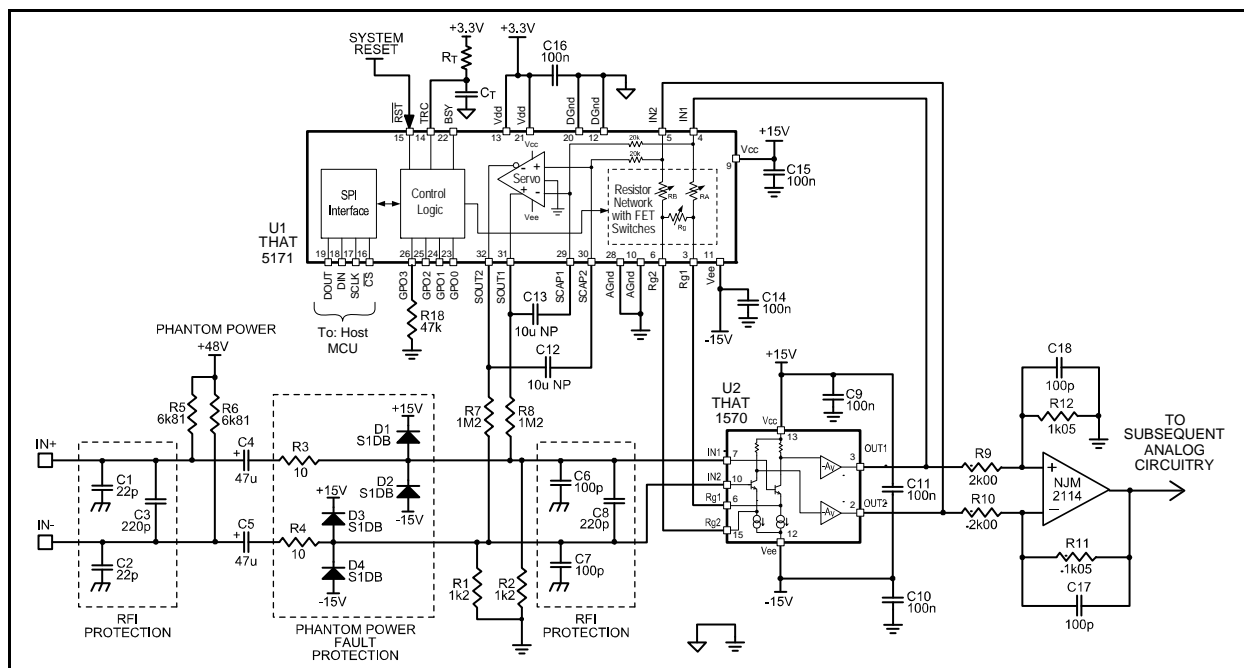 SYSTEM
RESET
+3.3V
RT
CT
+3.3V
C16
100n
RST
TRC
BSY
Vdd
Vdd
DGnd
DGnd
IN2
IN1
15
14
22
13
21
20
12
5
4
+15V
Vcc
9
C15
100n
20k
20k
Vcc
Servo
Vee
SPI
Interface
Control
Logic
RB
RA
Rg
Resistor
Network
with FET
Switches
U1
THAT
5171
19
18
17
16
26
25
24
23
32
31
29
30
28
10
6
3
11
DOUT
DIN
SCLK
CS
GPO3
GPO2
GPO1
GPO0
SOUT2
SOUT1
SCAP1
SCAP2
AGnd
AGnd
Rg2
Rg1
Vee
To: Host
MCU
R18
47k
C13
10u NP
C12
10u NP
C14
100n
-15V
PHANTOM POWER
+48V
R5
6k81
R6
6k81
R7
1M2
R8
1M2
IN+
IN-
C1
22p
C3
220p
C2
22p
C4
+
47u
C5
+
47u
R3
10
R4
10
+15V
D1
S1DB
D2
S1DB
-15V
+15V
D3
S1DB
D4
S1DB
-15V
R1
1k2
R2
1k2
C6
100p
C8
220p
C7
100p
RFI
PROTECTION
PHANTOM POWER
FAULT
PROTECTION
RFI
PROTECTION
U2
THAT
1570
+15V
C9
100n
Vcc
13
IN1
7
IN2
10
Rg1
6
Rg2
15
-Av
-Av
OUT1
3
OUT2
2
12
Vee
-15V
C11
100n
C10
100n
R9
2k00
R10
2k00
C18
100p
R12
1k05
NJM
2114
R11
1k05
C17
100p
TO
SUBSEQUENT
ANALOG
CIRCUITRY